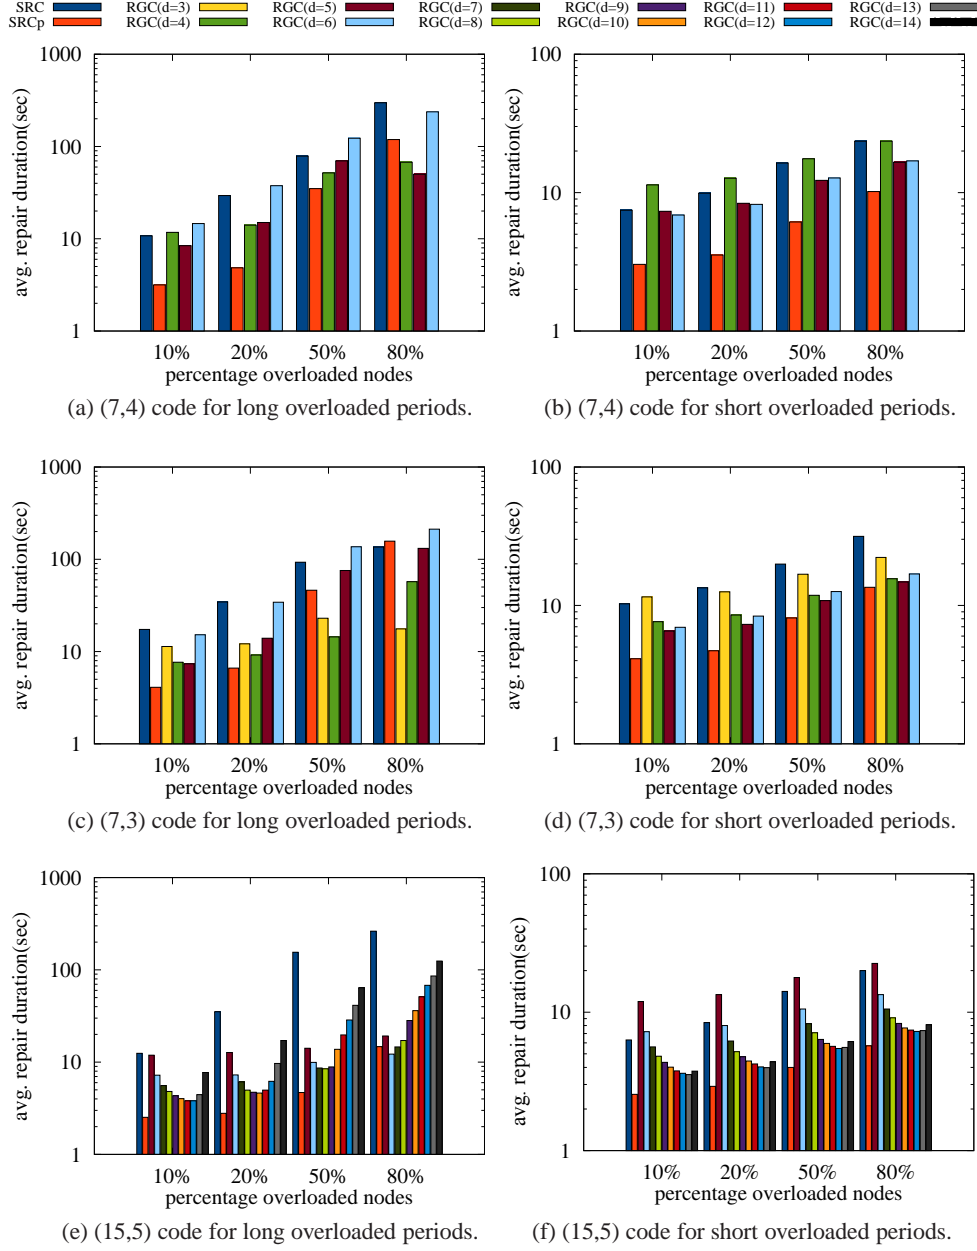 SRC RGC(d=3) RGC(d=5) RGC(d=7) RGC(d=9) RGC(d=11) RGC(d=13)
SRCp RGC(d=4) RGC(d=6) RGC(d=8) RGC(d=10) RGC(d=12) RGC(d=14)
1000
100
10
1
avg. repair duration(sec)
10% 20% 50% 80%
percentage overloaded nodes
(a) (7,4) code for long overloaded periods.
100
10
1
avg. repair duration(sec)
10% 20% 50% 80%
percentage overloaded nodes
(b) (7,4) code for short overloaded periods.
1000
100
10
1
avg. repair duration(sec)
10% 20% 50% 80%
percentage overloaded nodes
(c) (7,3) code for long overloaded periods.
100
10
1
avg. repair duration(sec)
10% 20% 50% 80%
percentage overloaded nodes
(d) (7,3) code for short overloaded periods.
1000
100
10
1
avg. repair duration(sec)
10% 20% 50% 80%
percentage overloaded nodes
(e) (15,5) code for long overloaded periods.
100
10
1
avg. repair duration(sec)
10% 20% 50% 80%
percentage overloaded nodes
(f) (15,5) code for short overloaded periods.